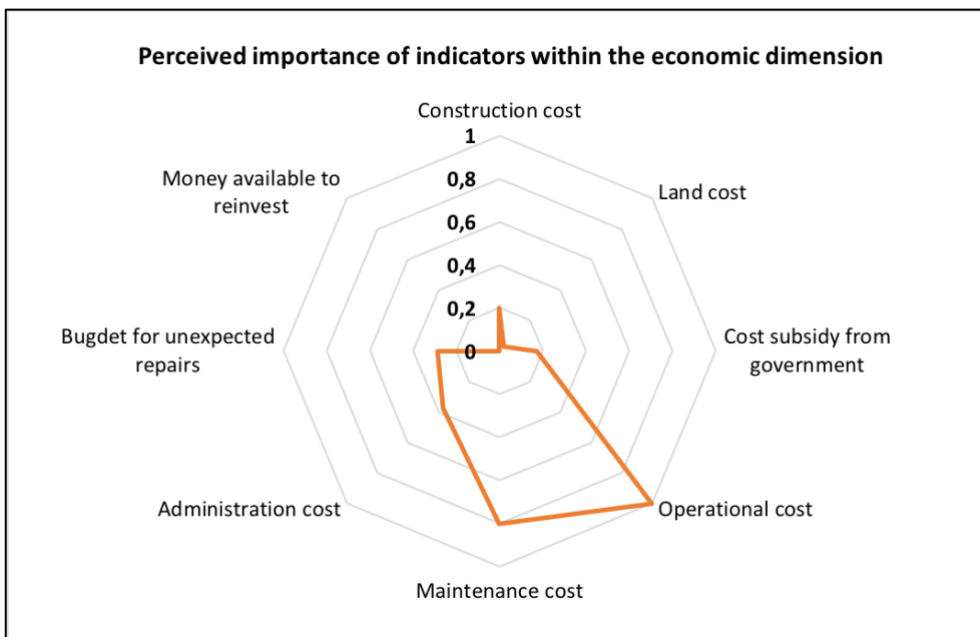 Perceived importance of indicators within the economic dimension
Construction cost
1
0,8
0,6
0,4
0,2
0
Land cost
Cost subsidy from
government
Operational cost
Maintenance cost
Administration cost
Bugdet for unexpected
repairs
Money available to
reinvest